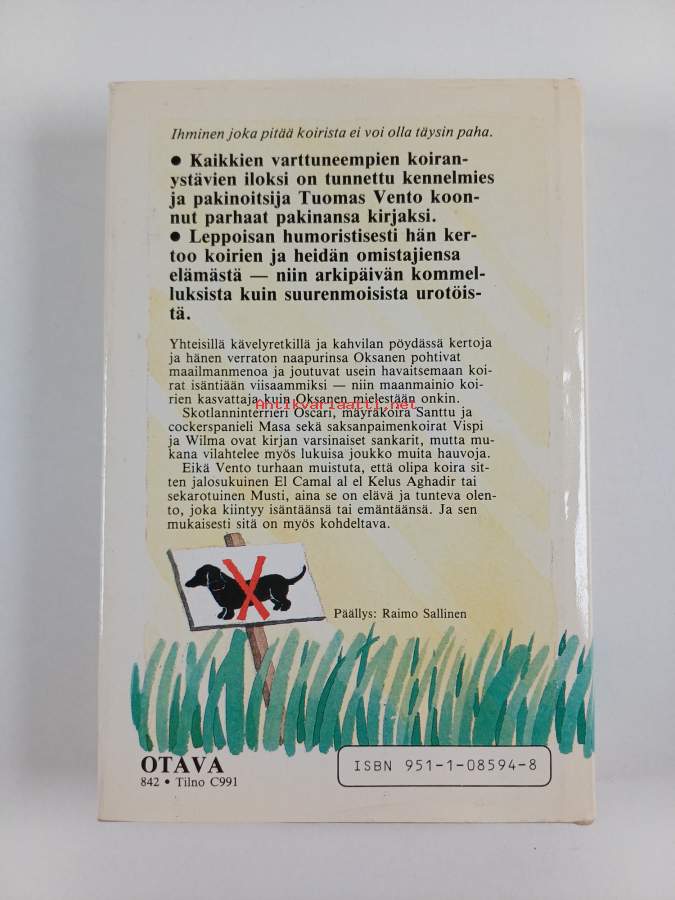 Ihminen joka pitää koirista ei voi olla täysin paha.
● Kaikkien varttuneempien koiran-
ystävien iloksi on tunnettu kennelmies
ja pakinoitsija Tuomas Vento koon-
nut parhaat pakinansa kirjaksi.
● Leppoisan humoristisesti hän ker-
too koirien ja heidän omistajiensa
elämästä — niin arkipäivän kommel-
luksista kuin suurenmoisista urotöis-
tä.
Yhteisillä kävelyretkillä ja kahvilan pöydässä kertoja
ja hänen verraton naapurinsa Oksanen pohtivat
maailmanmenoa ja joutuvat usein havaitsemaan koi-
rat isäntiään viisaammiksi — niin maanmainio koi-
rien kasvattaja kuin Oksanen mielestään onkin.
Antikvariaatti.net
Skotlanninterrieri Oscari, mäyräkoira Santtu ja
cockerspanieli Masa sekä saksanpaimenkoirat Vispi
ja Wilma ovat kirjan varsinaiset sankarit, mutta mu-
kana vilahtelee myös lukuisa joukko muita hauvoja.
Eikä Vento turhaan muistuta, että olipa koira sit-
ten jalosukuinen El Camal al el Kelus Aghadir tai
sekarotuinen Musti, aina se on elävä ja tunteva olen-
to, joka kiintyy isäntäänsä tai emäntäänsä. Ja sen
mukaisesti sitä on myös kohdeltava.
Päällys: Raimo Sallinen
OTAVA
842 • Tilno C991
ISBN 951-1-08594-8